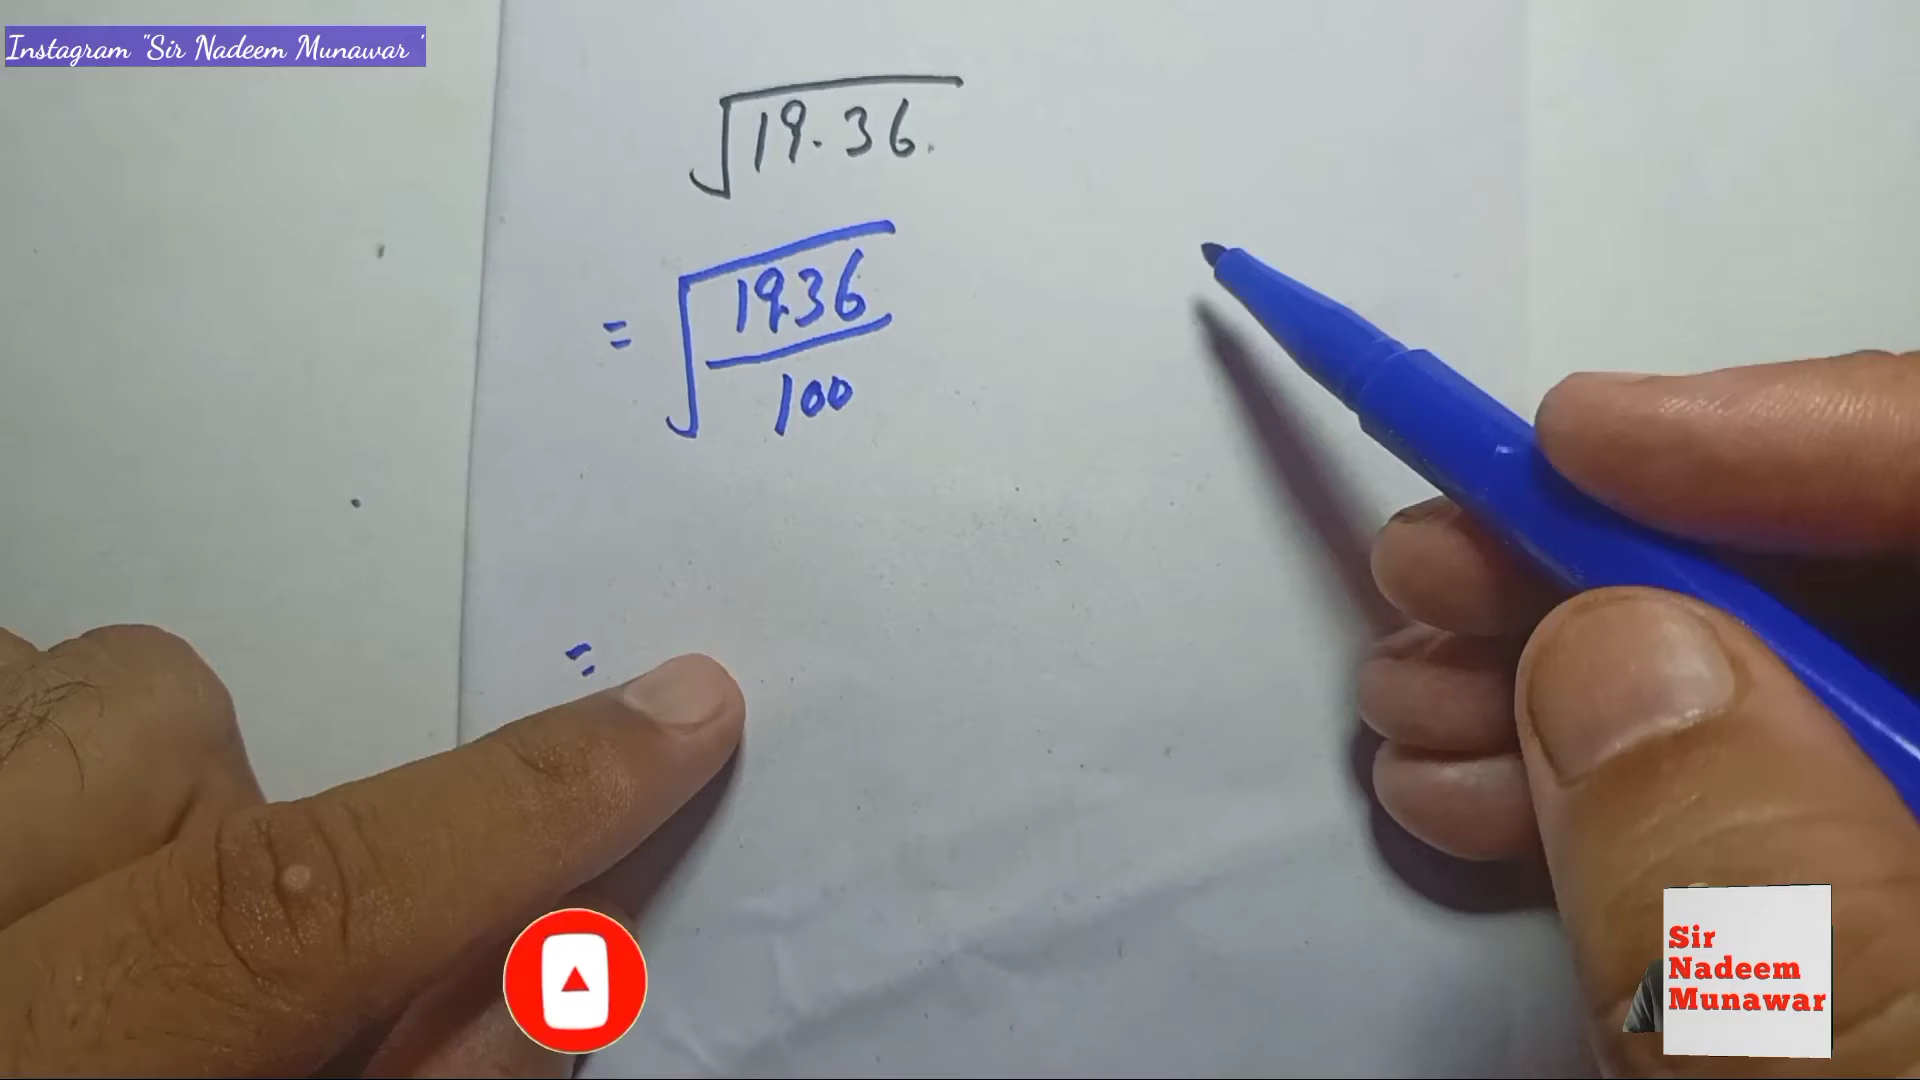 Instagram "Sir Nadeem Munawar '
√19.36.
= √1936
100
=
Sir
Nadeem
Munawar